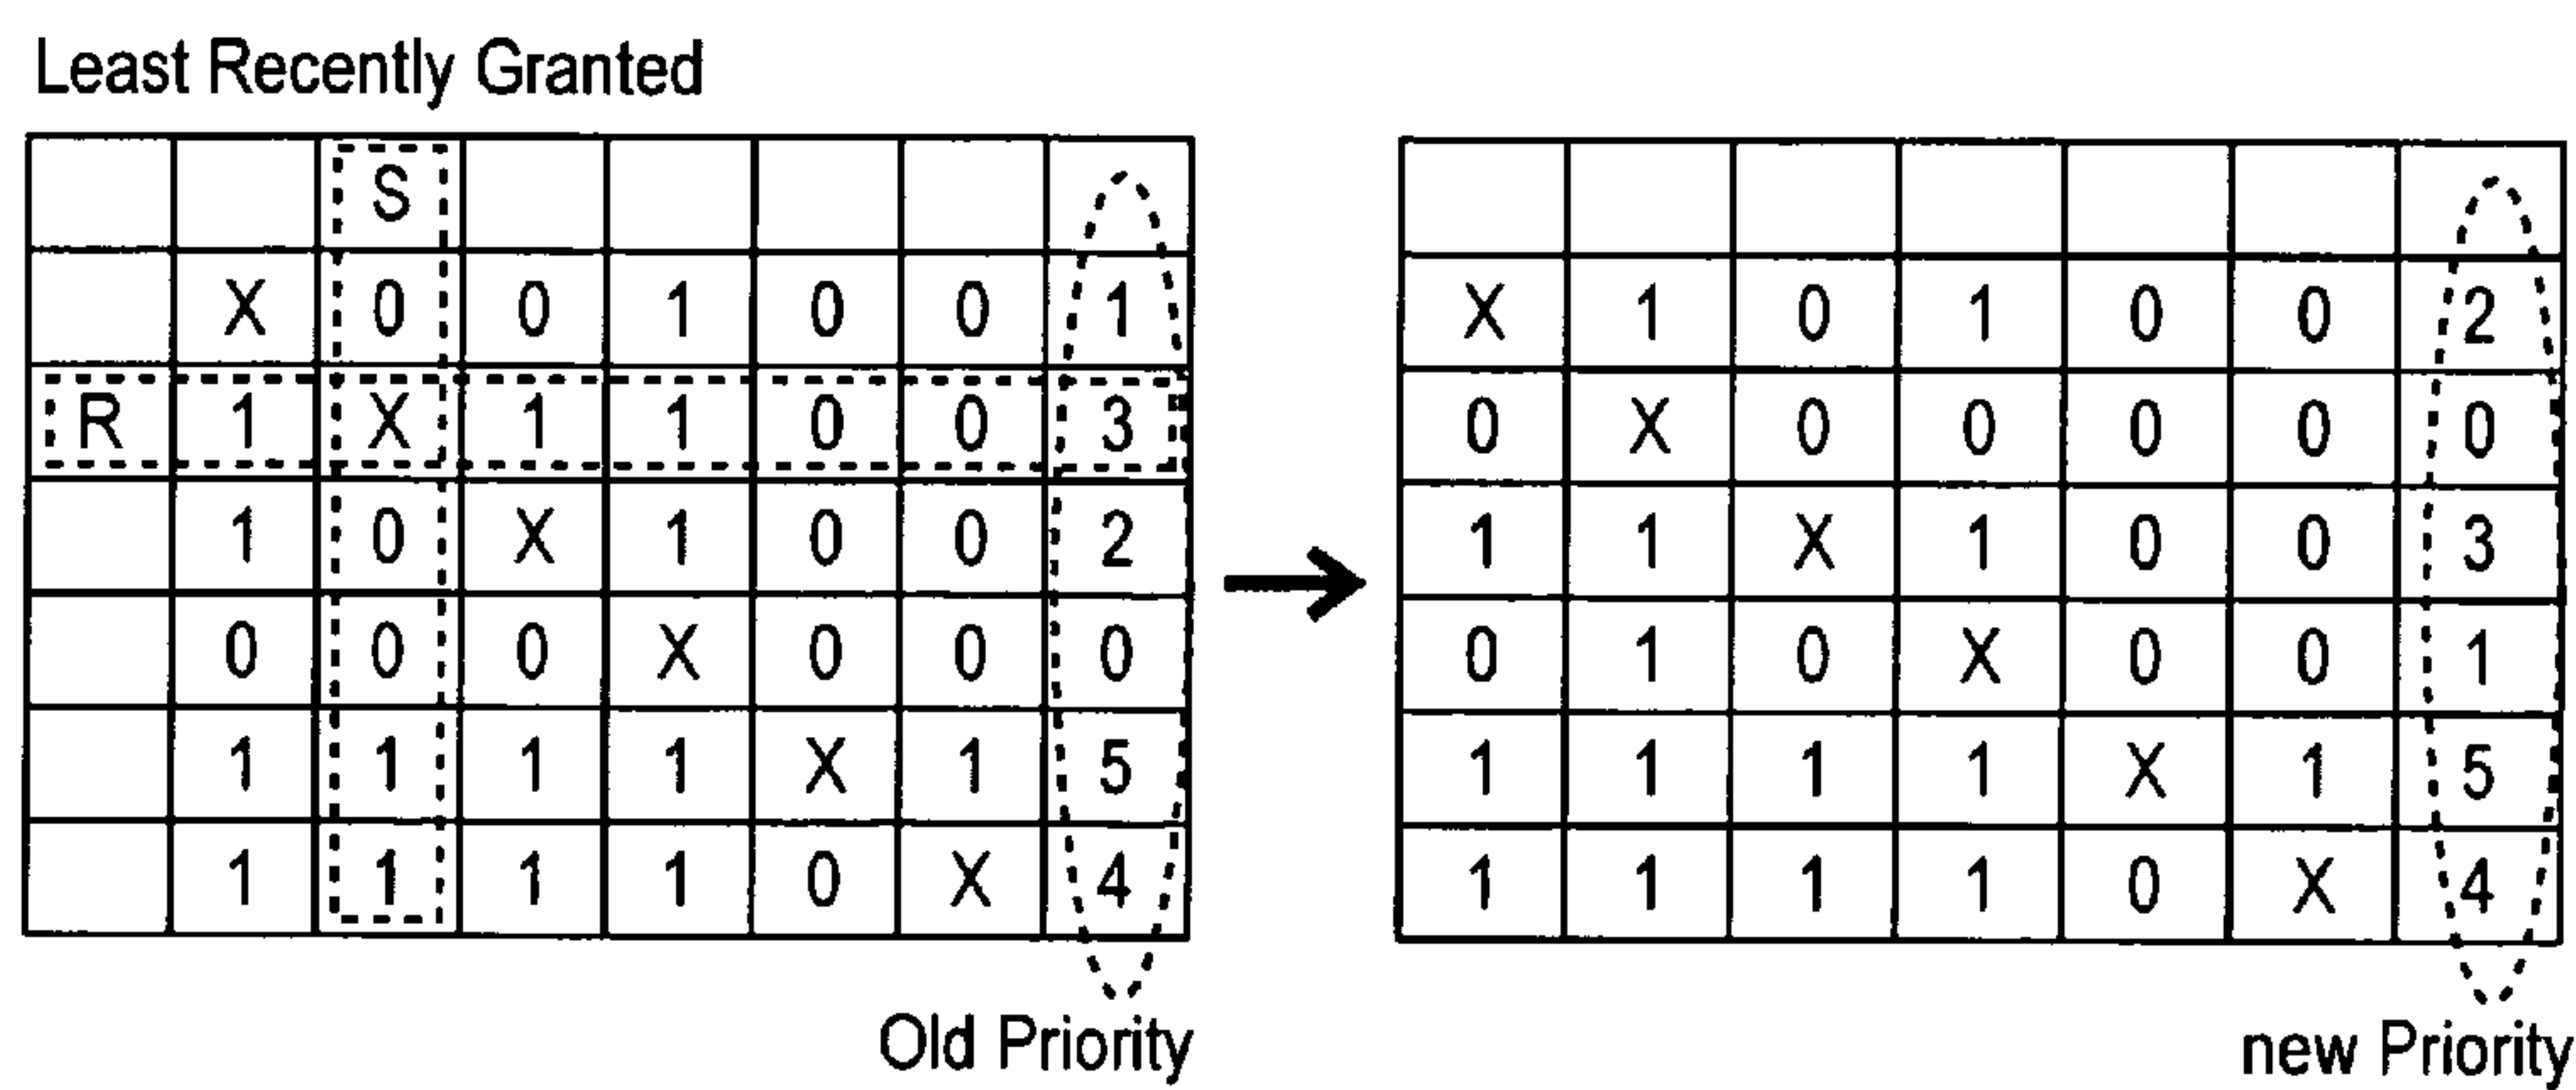 Least Recently Granted
S
X 0 0 1 0 0 1
R 1 X 1 1 0 0 3
1 0 X 1 0 0 2
0 0 0 X 0 0 0
1 1 1 1 X 1 5
1 1 1 1 0 X 4
Old Priority
X 1 0 1 0 0 2
0 X 0 0 0 0 0
1 1 X 1 0 0 3
0 1 0 X 0 0 1
1 1 1 1 X 1 5
1 1 1 1 0 X 4
new Priority